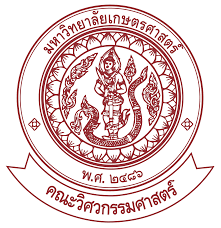 มหาวิทยาลัยเกษตรศาสตร์
พ.ศ. ๒๔๘๖
คณะวิศวกรรมศาสตร์